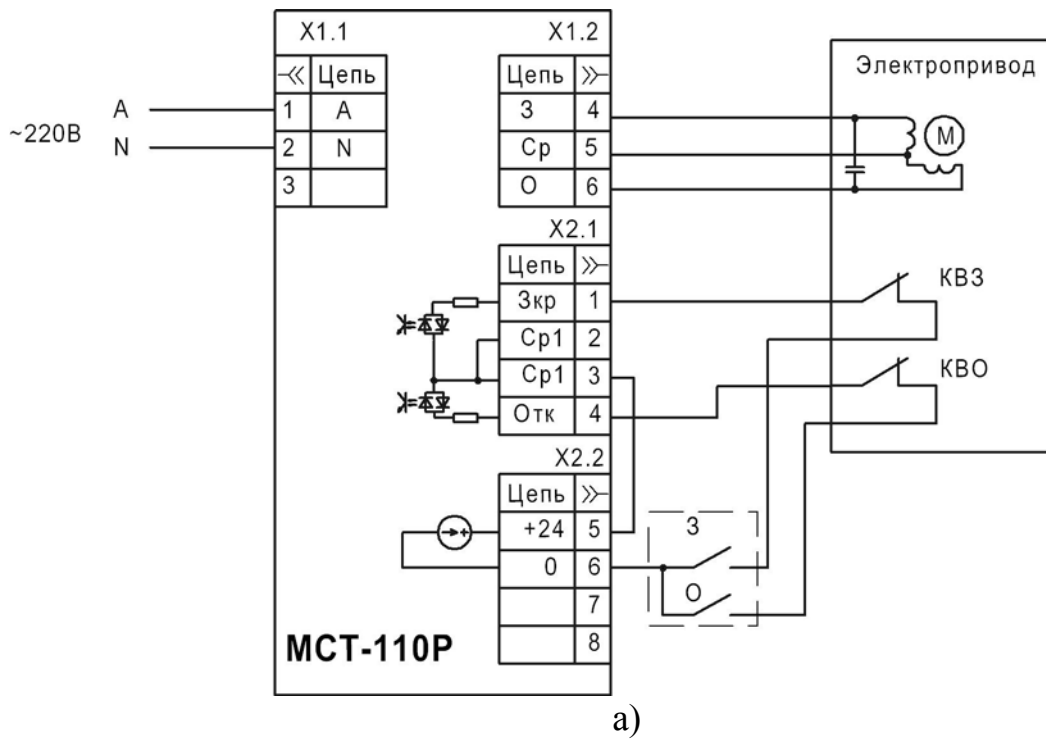 X1.1
X1.2
Цепь
1 А
2 N
3
~220В
А
N
Цепь
З 4
Ср 5
О 6
Электропривод
М
X2.1
Цепь
Зкр 1
Ср1 2
Ср1 3
Отк 4
КВЗ
КВО
X2.2
Цепь
+24 5
0 6
7
8
З
О
МСТ-110Р
а)